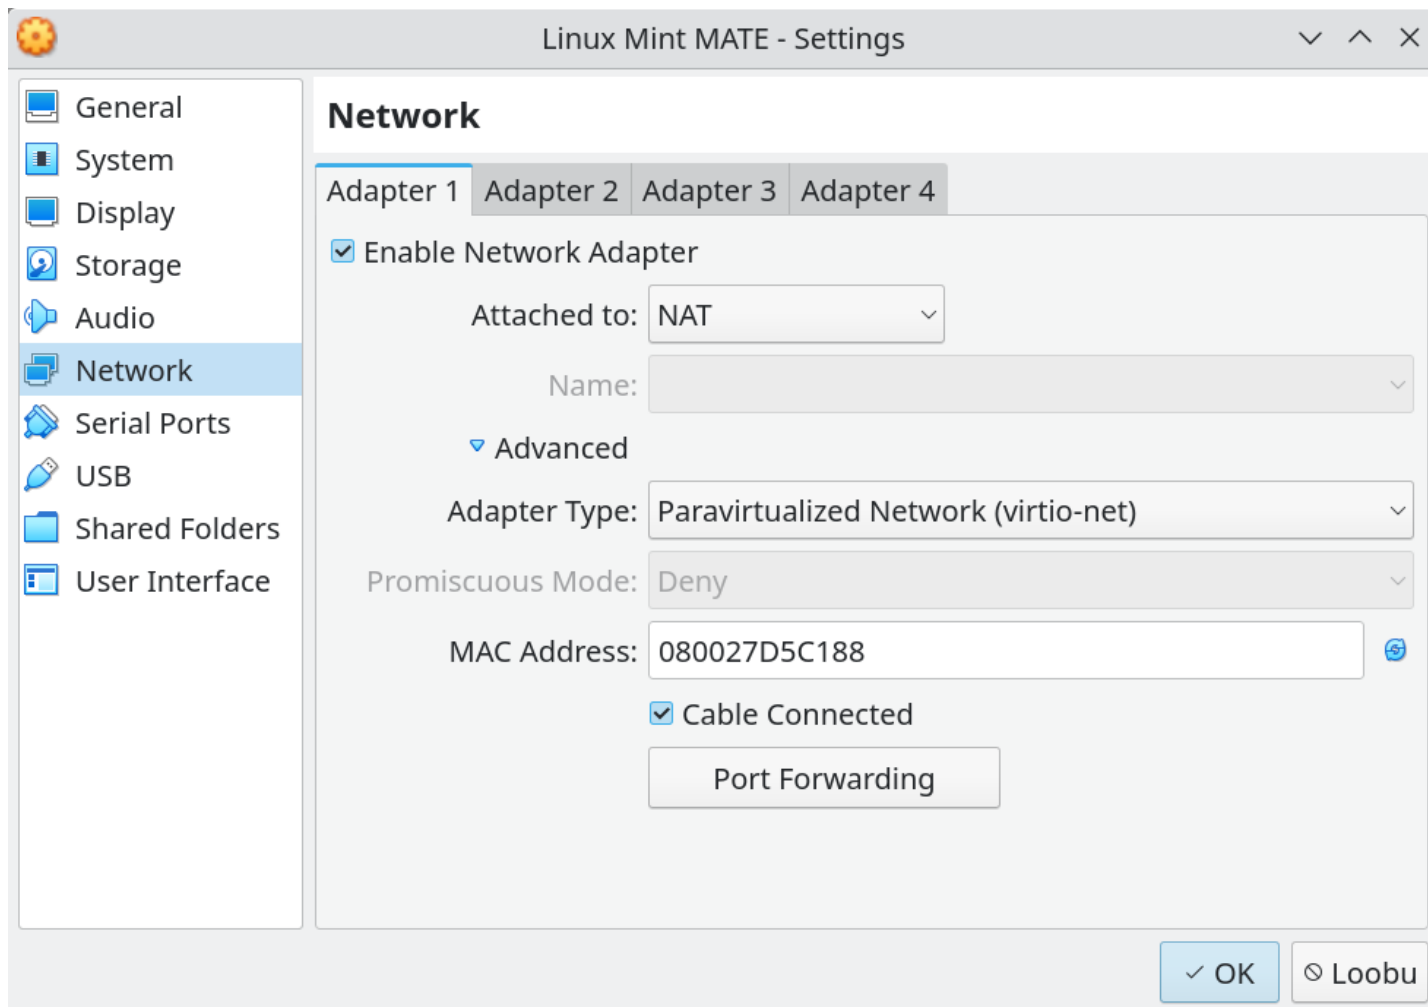 Linux Mint MATE - Settings
General
System
Display
Storage
Audio
Network
Serial Ports
USB
Shared Folders
User Interface
Network
Adapter 1 Adapter 2 Adapter 3 Adapter 4
Enable Network Adapter
Attached to: NAT
Name:
Advanced
Adapter Type: Paravirtualized Network (virtio-net)
Promiscuous Mode: Deny
MAC Address: 080027D5C188
Cable Connected
Port Forwarding
OK Loobu